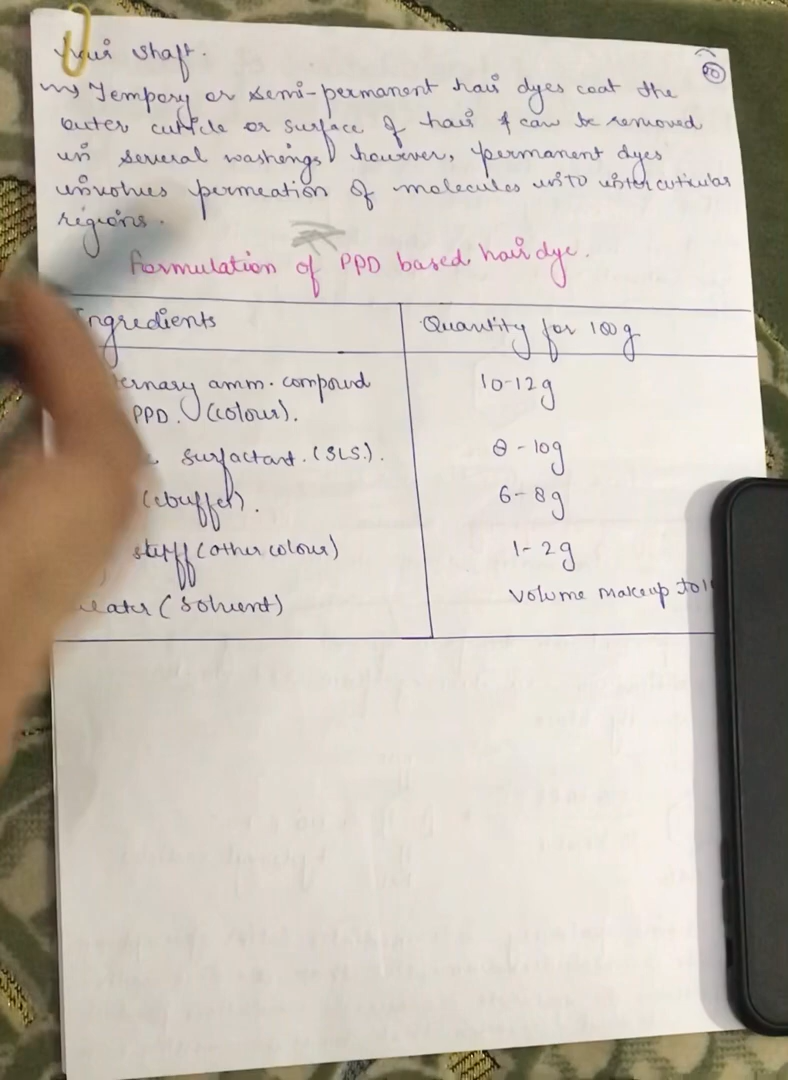 hair shaft.
20
Tempory or semi-permanent hair dyes coat the
outer cuticle or surface of hair & can be removed
in several washings, however, permanent dyes
involves permeation of molecules into intercuticular
regions.
Formulation of PPD based hair dye.
Ingredients Quantity for 100g
amm. compound 10-12g
PPD. (colour).
surfactant. (SLS). 8-10g
(buffer). 6-8g
stuff (other colour) 1-2g
water (solvent) Volume makeup to